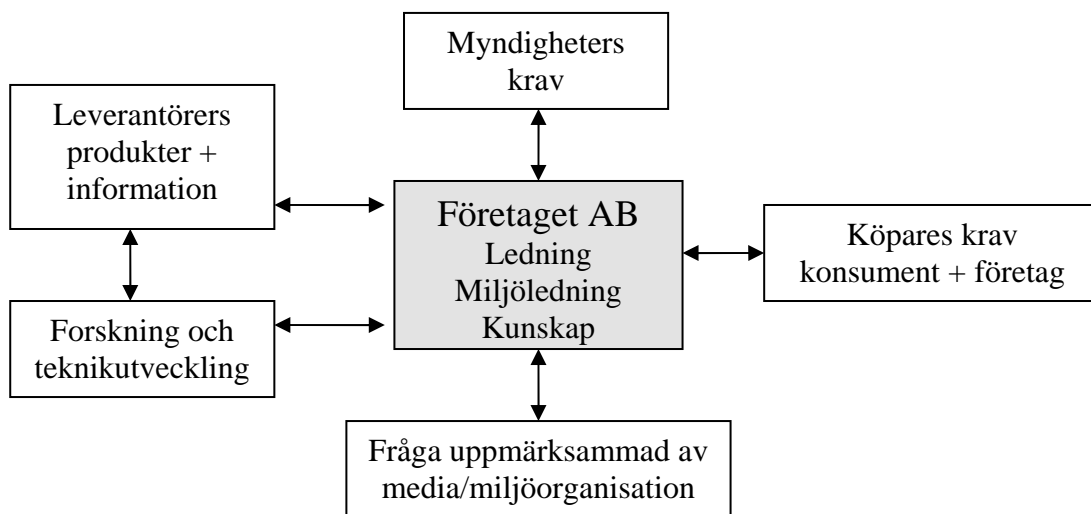 Myndigheters
krav
Leverantörers
produkter +
information
Företaget AB
Ledning
Miljöledning
Kunskap
Köpares krav
konsument + företag
Forskning och
teknikutveckling
Fråga uppmärksammad av
media/miljöorganisation